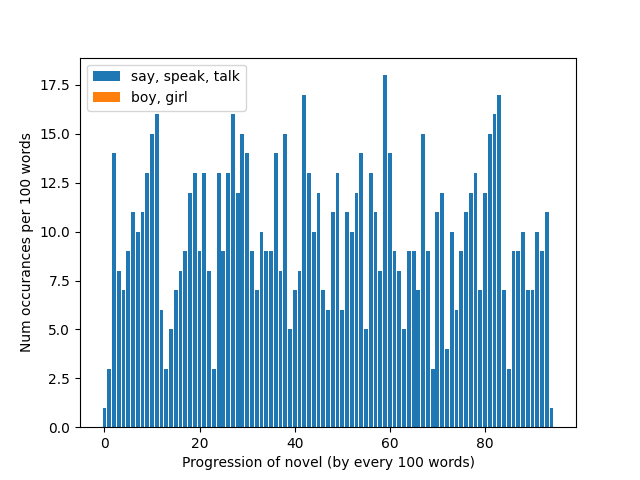 say, speak, talk
boy, girl
17.5
15.0
12.5
10.0
7.5
5.0
2.5
0.0
Num occurances per 100 words
0 20 40 60 80
Progression of novel (by every 100 words)